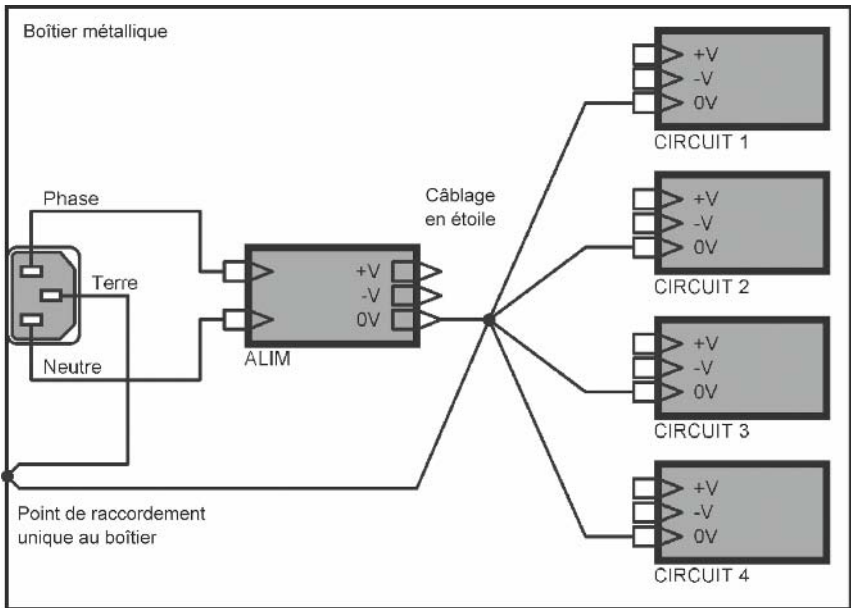 Boîtier métallique
+V
-V
0V
CIRCUIT 1
Phase
Câblage
en étoile
+V
-V
0V
CIRCUIT 2
Terre
+V
-V
0V
ALIM
Neutre
+V
-V
0V
CIRCUIT 3
+V
-V
0V
CIRCUIT 4
Point de raccordement
unique au boîtier